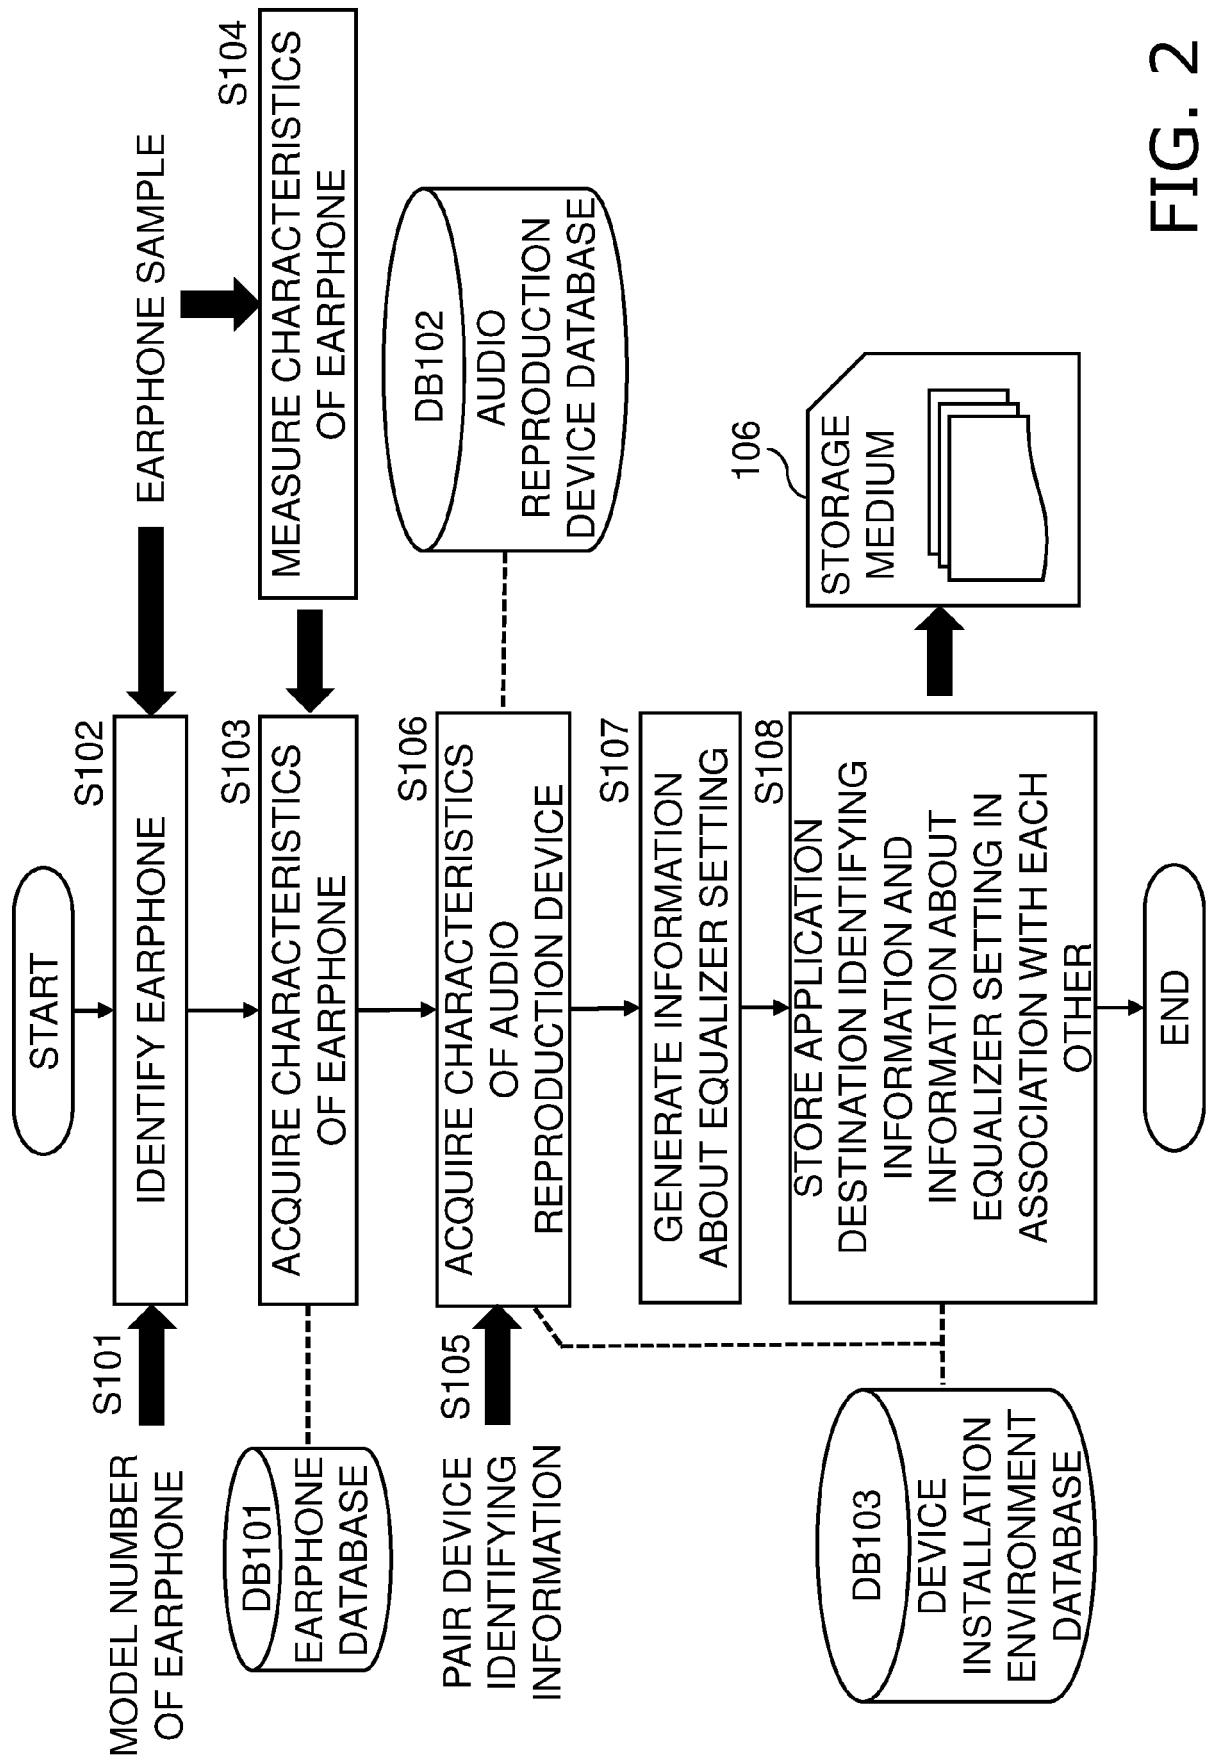 START
MODEL NUMBER
OF EARPHONE
S101
S102
IDENTIFY EARPHONE
EARPHONE SAMPLE
S103
ACQUIRE CHARACTERISTICS
OF EARPHONE
DB101
EARPHONE
DATABASE
S104
MEASURE CHARACTERISTICS
OF EARPHONE
PAIR DEVICE
IDENTIFYING
INFORMATION
S105
S106
ACQUIRE CHARACTERISTICS
OF AUDIO
REPRODUCTION DEVICE
DB102
AUDIO
REPRODUCTION
DEVICE DATABASE
S107
GENERATE INFORMATION
ABOUT EQUALIZER SETTING
S108
STORE APPLICATION
DESTINATION IDENTIFYING
INFORMATION AND
INFORMATION ABOUT
EQUALIZER SETTING IN
ASSOCIATION WITH EACH
OTHER
106
STORAGE
MEDIUM
DB103
DEVICE
INSTALLATION
ENVIRONMENT
DATABASE
END
FIG. 2